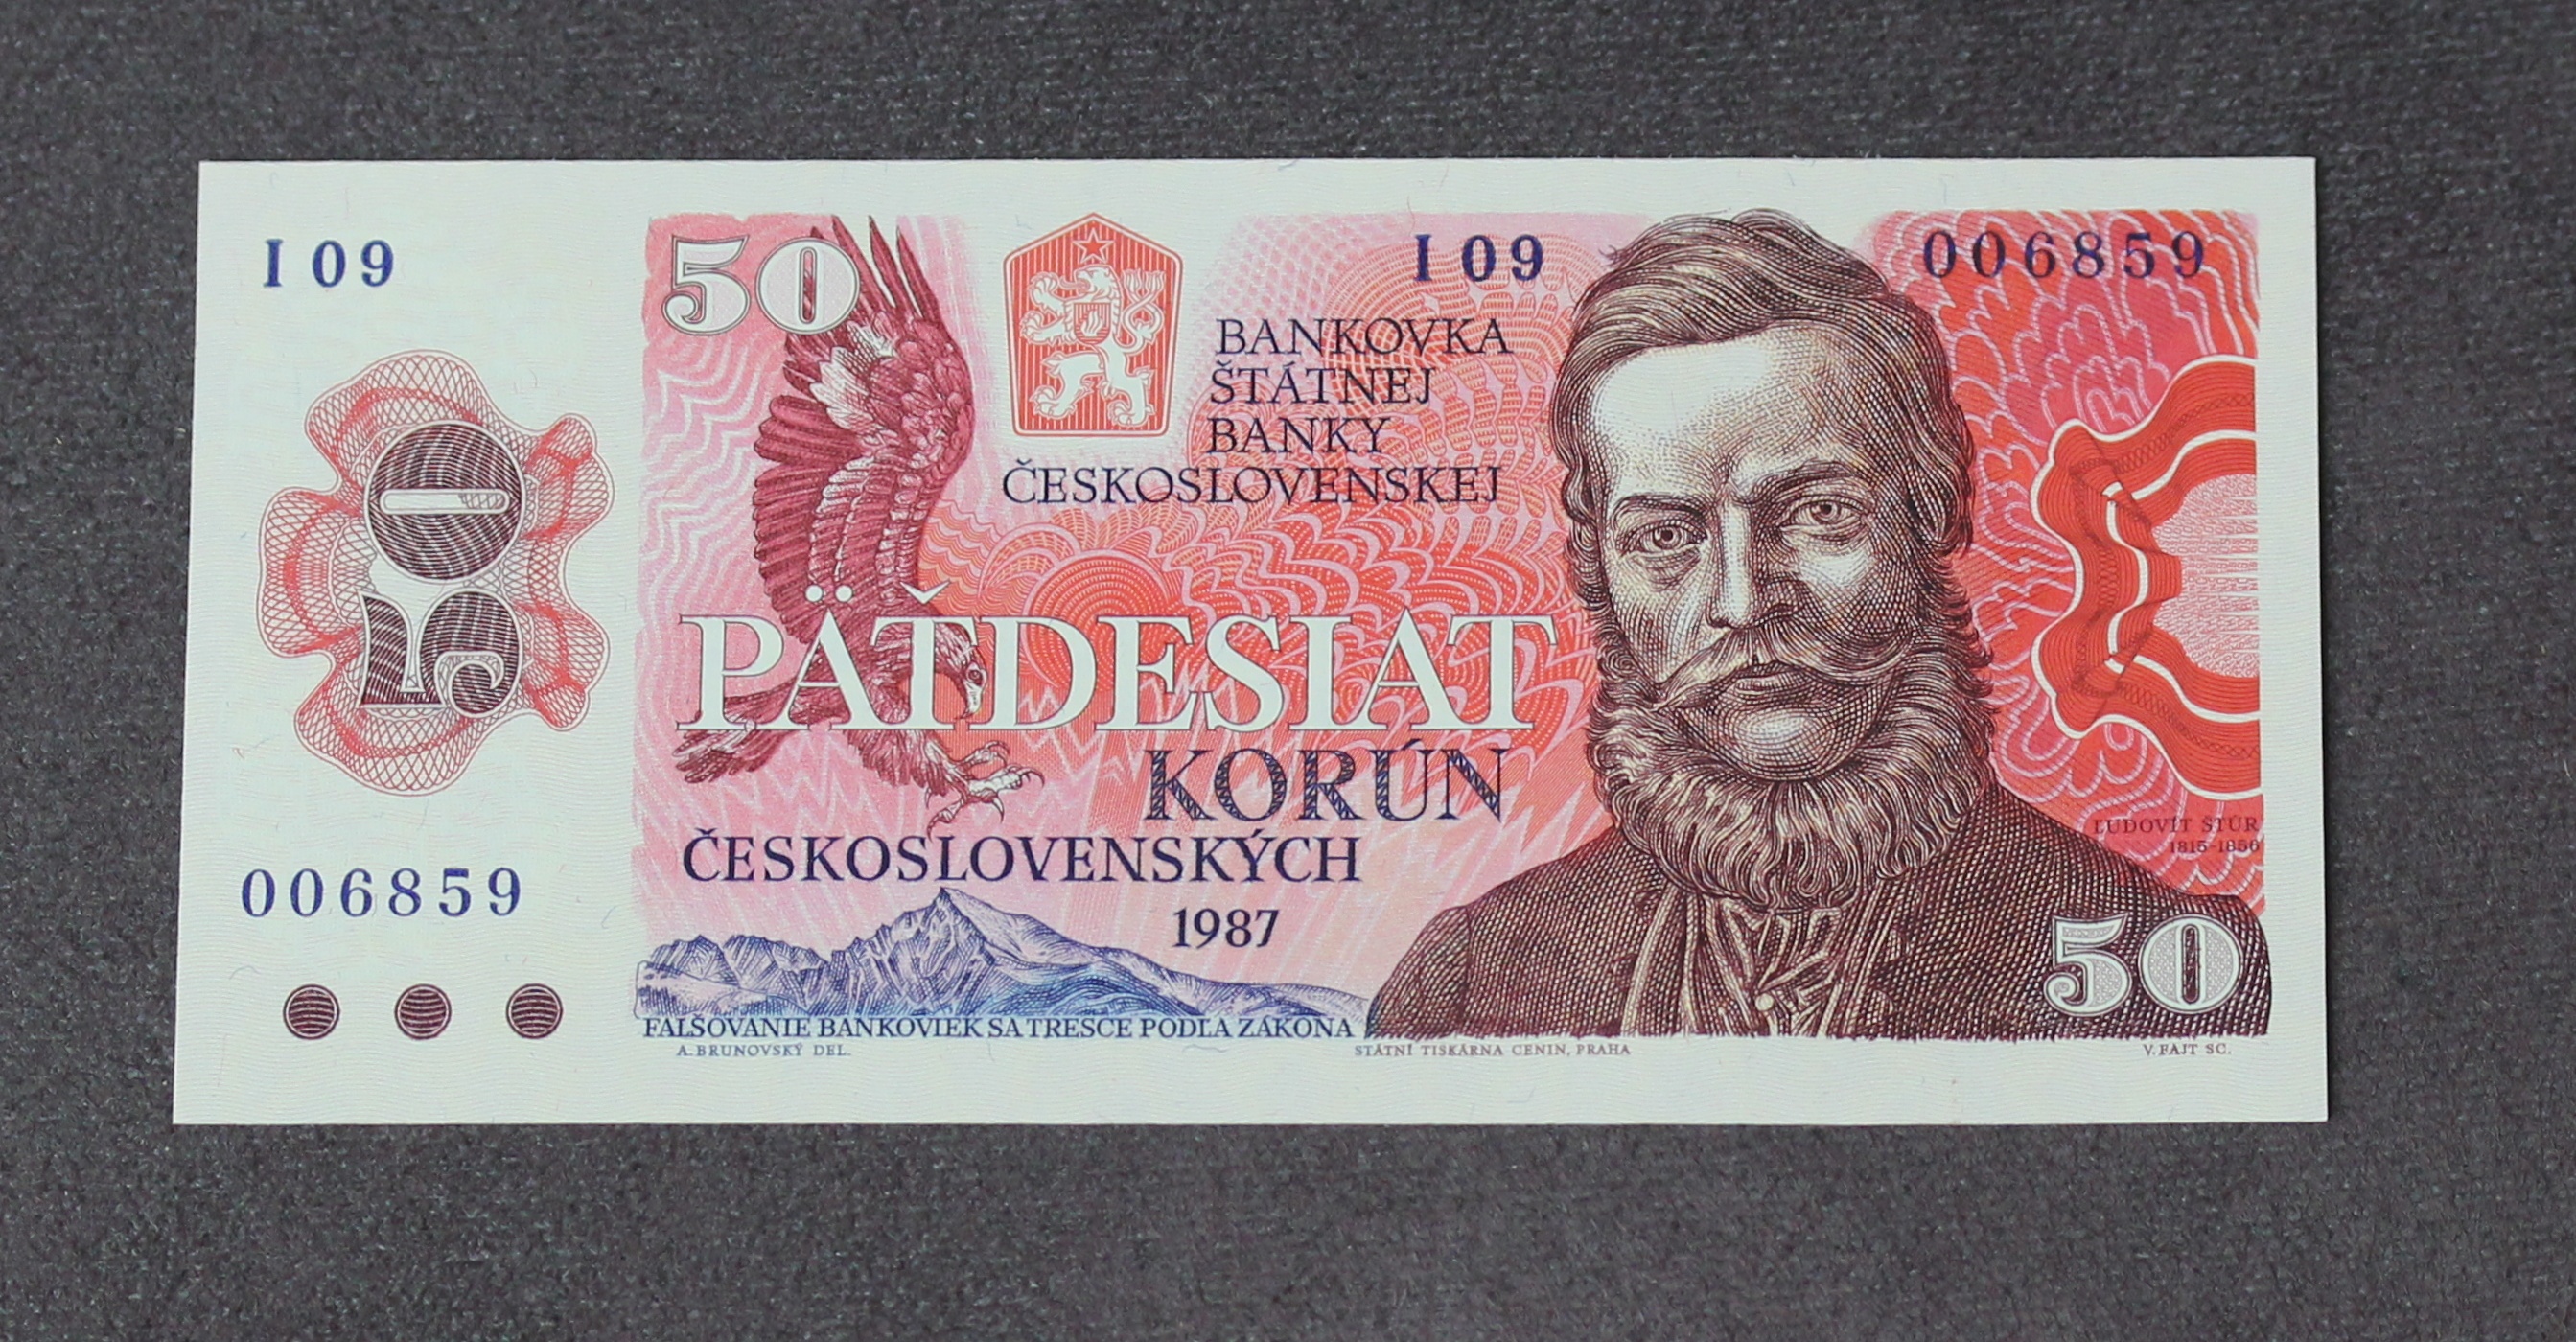 I 09
50
006859
50
I 09
006859
BANKOVKA
ŠTÁTNEJ
BANKY
ČESKOSLOVENSKEJ
PÄŤDESIAT
KORÚN
ČESKOSLOVENSKÝCH
1987
ĽUDOVÍT ŠTÚR
1815-1856
50
FALŠOVANIE BANKOVIEK SA TRESCE PODĽA ZÁKONA
A. BRUNOVSKÝ DEL.
STÁTNÍ TISKÁRNA CENIN, PRAHA
V. FAJT SC.